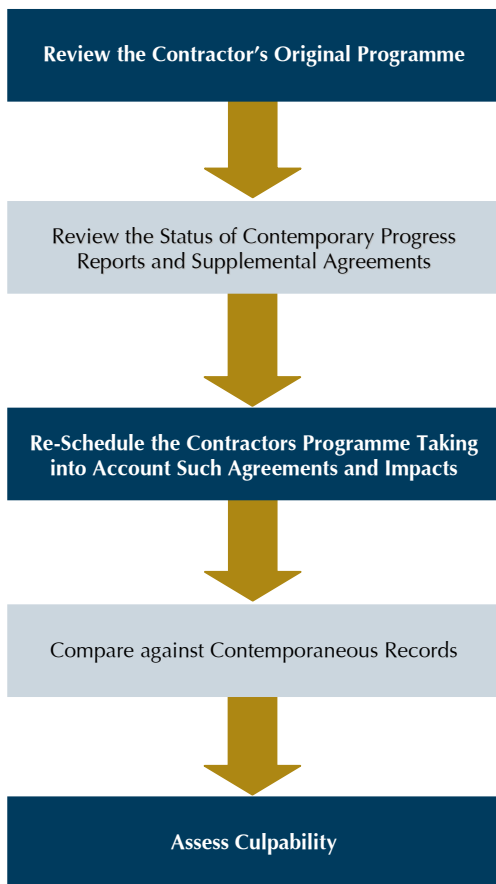 Review the Contractor’s Original Programme
Review the Status of Contemporary Progress
Reports and Supplemental Agreements
Re-Schedule the Contractors Programme Taking
into Account Such Agreements and Impacts
Compare against Contemporaneous Records
Assess Culpability